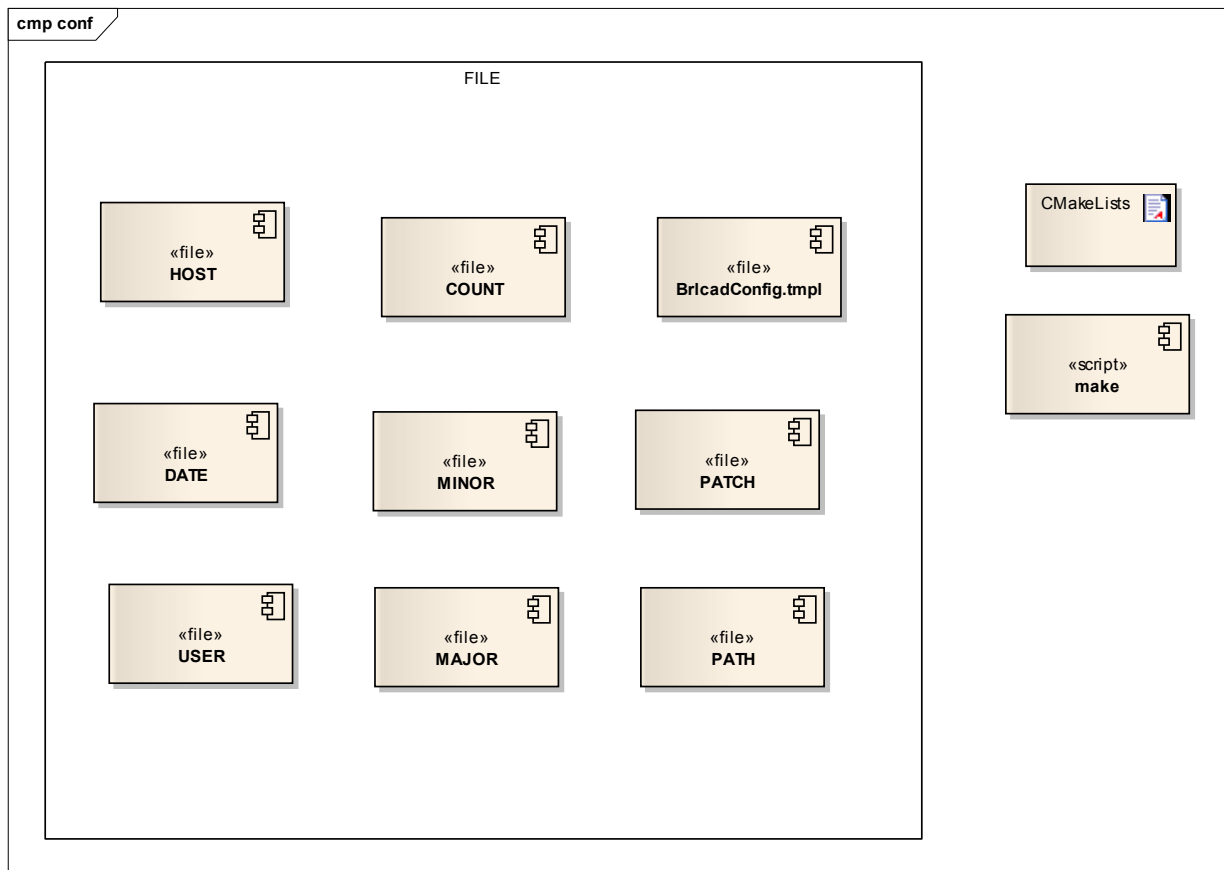 cmp conf
FILE
«file»
HOST
«file»
COUNT
«file»
BrlcadConfig.tmpl
CMakeLists
«script»
make
«file»
DATE
«file»
MINOR
«file»
PATCH
«file»
USER
«file»
MAJOR
«file»
PATH